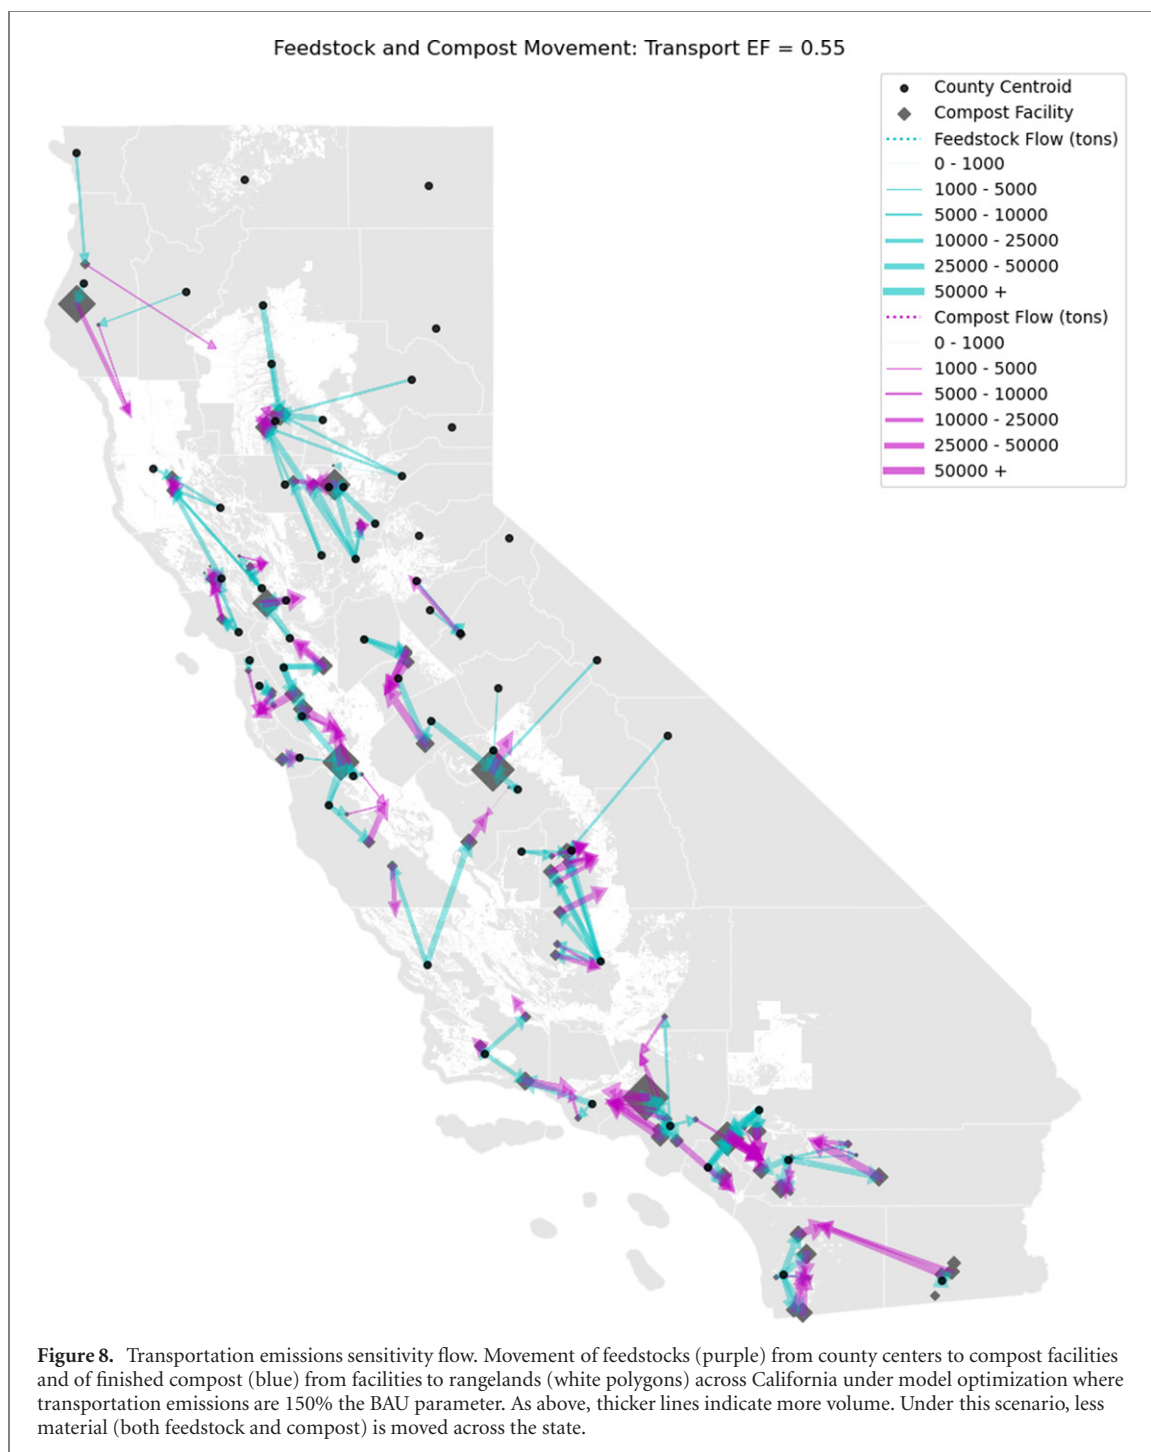 Feedstock and Compost Movement: Transport EF = 0.55
County Centroid
Compost Facility
Feedstock Flow (tons)
0 - 1000
1000 - 5000
5000 - 10000
10000 - 25000
25000 - 50000
50000 +
Compost Flow (tons)
0 - 1000
1000 - 5000
5000 - 10000
10000 - 25000
25000 - 50000
50000 +
Figure 8. Transportation emissions sensitivity flow. Movement of feedstocks (purple) from county centers to compost facilities
and of finished compost (blue) from facilities to rangelands (white polygons) across California under model optimization where
transportation emissions are 150% the BAU parameter. As above, thicker lines indicate more volume. Under this scenario, less
material (both feedstock and compost) is moved across the state.